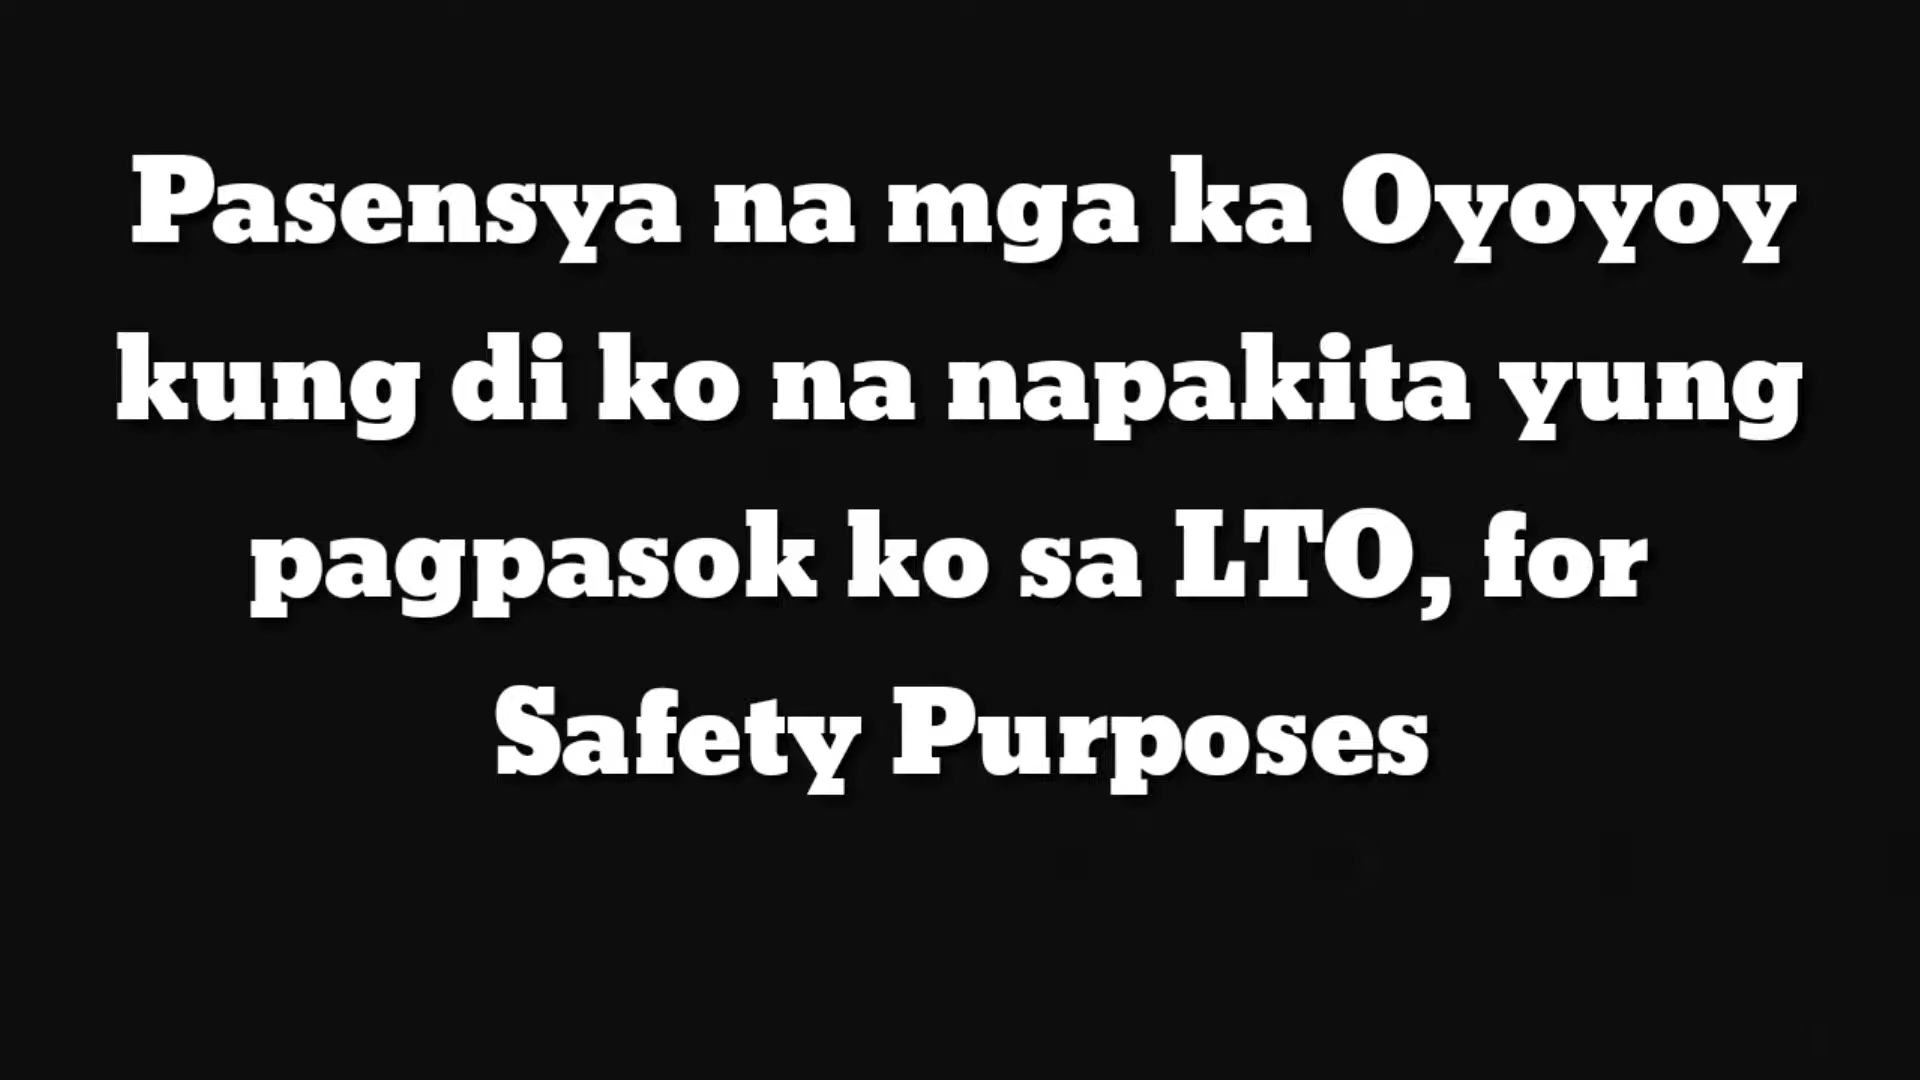 Pasensya na mga ka Oyoyoy
kung di ko na napakita yung
pagpasok ko sa LTO, for
Safety Purposes